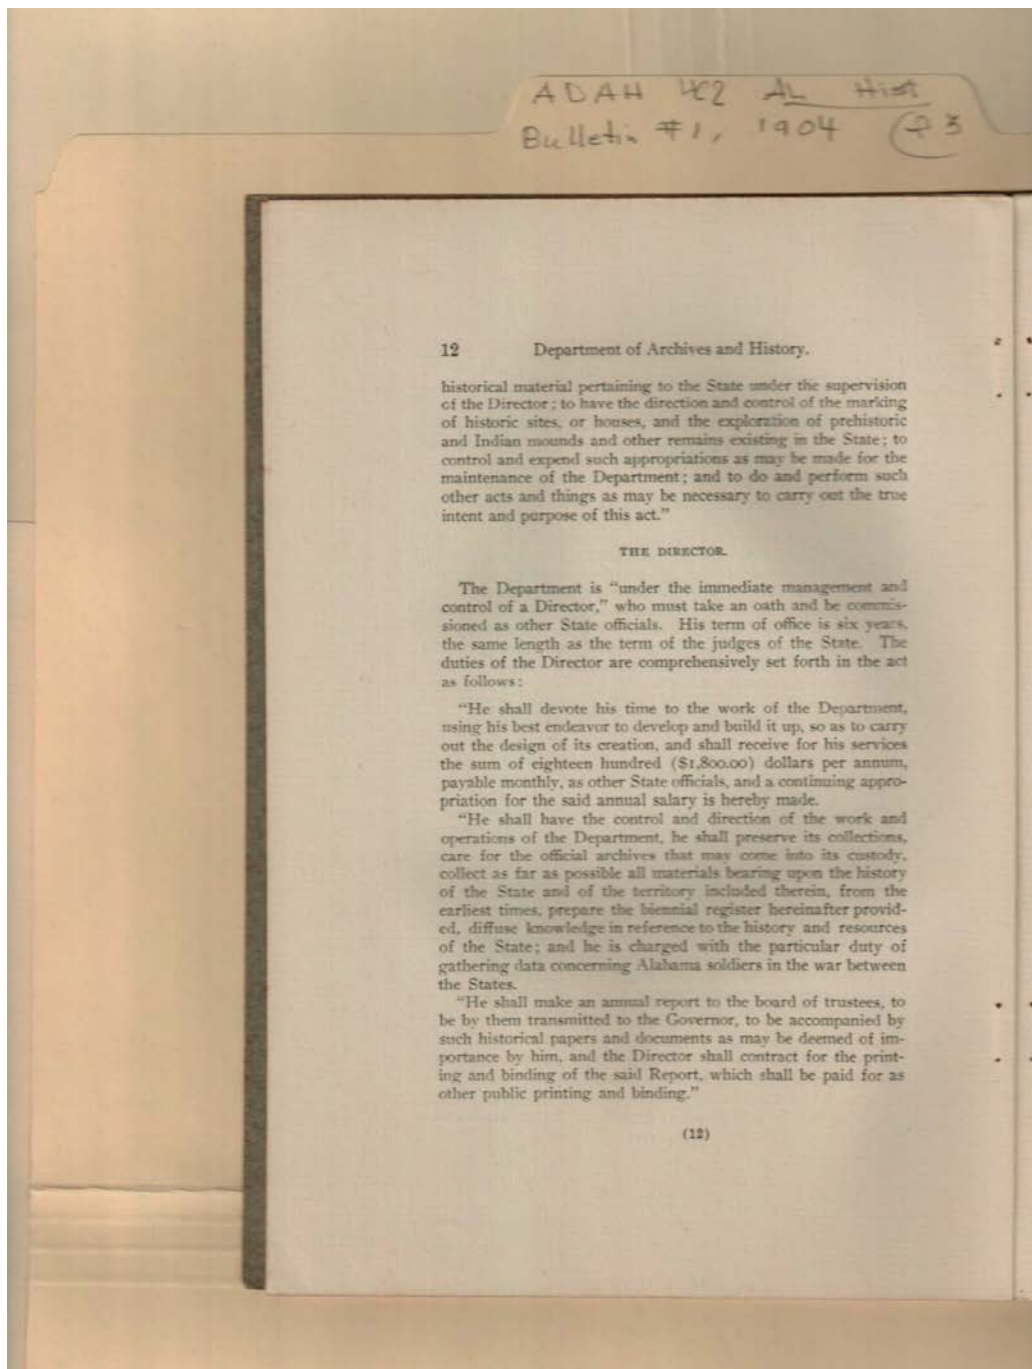 ADAH 4C2 AL Hist
Bulletin #1, 1904 P3
12 Department of Archives and History.
historical material pertaining to the State under the supervision
of the Director; to have the direction and control of the marking
of historic sites, or houses, and the exploration of prehistoric
and Indian mounds and other remains existing in the State; to
control and expend such appropriations as may be made for the
maintenance of the Department; and to do and perform such
other acts and things as may be necessary to carry out the true
intent and purpose of this act."
THE DIRECTOR.
The Department is "under the immediate management and
control of a Director," who must take an oath and be commis-
sioned as other State officials. His term of office is six years,
the same length as the term of the judges of the State. The
duties of the Director are comprehensively set forth in the act
as follows:
"He shall devote his time to the work of the Department,
using his best endeavor to develop and build it up, so as to carry
out the design of its creation, and shall receive for his services
the sum of eighteen hundred ($1,800.00) dollars per annum,
payable monthly, as other State officials, and a continuing appro-
priation for the said annual salary is hereby made.
"He shall have the control and direction of the work and
operations of the Department, he shall preserve its collections,
care for the official archives that may come into its custody,
collect as far as possible all materials bearing upon the history
of the State and of the territory included therein, from the
earliest times, prepare the biennial register hereinafter provid-
ed, diffuse knowledge in reference to the history and resources
of the State; and he is charged with the particular duty of
gathering data concerning Alabama soldiers in the war between
the States.
"He shall make an annual report to the board of trustees, to
be by them transmitted to the Governor, to be accompanied by
such historical papers and documents as may be deemed of im-
portance by him, and the Director shall contract for the print-
ing and binding of the said Report, which shall be paid for as
other public printing and binding."
(12)